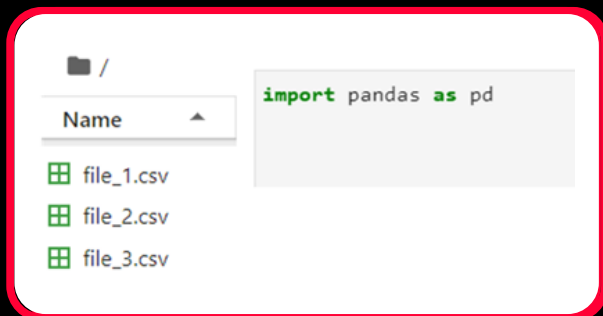 /
Name
file_1.csv
file_2.csv
file_3.csv
import pandas as pd